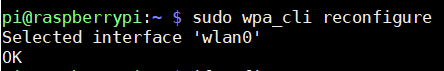 pi@raspberrypi:~ $ sudo wpa_cli reconfigure
Selected interface 'wlan0'
OK